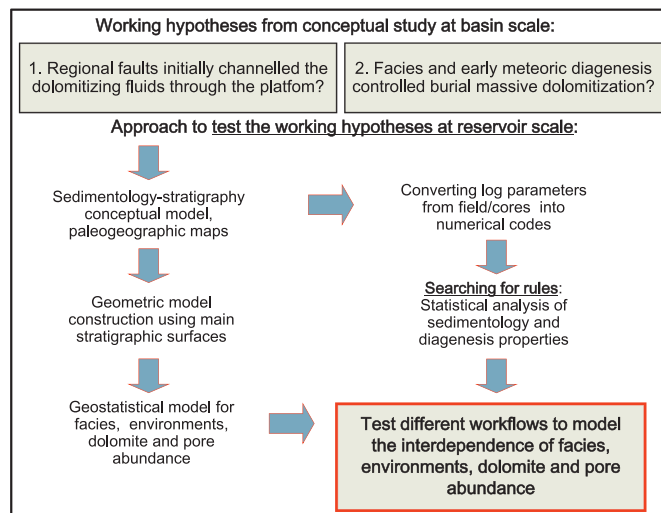 Working hypotheses from conceptual study at basin scale:
1. Regional faults initially channelled the
dolomitizing fluids through the platfom?
2. Facies and early meteoric diagenesis
controlled burial massive dolomitization?
Approach to test the working hypotheses at reservoir scale:
Sedimentology-stratigraphy
conceptual model,
paleogeographic maps
Converting log parameters
from field/cores into
numerical codes
Geometric model
construction using main
stratigraphic surfaces
Searching for rules:
Statistical analysis of
sedimentology and
diagenesis properties
Geostatistical model for
facies, environments,
dolomite and pore
abundance
Test different workflows to model
the interdependence of facies,
environments, dolomite and pore
abundance